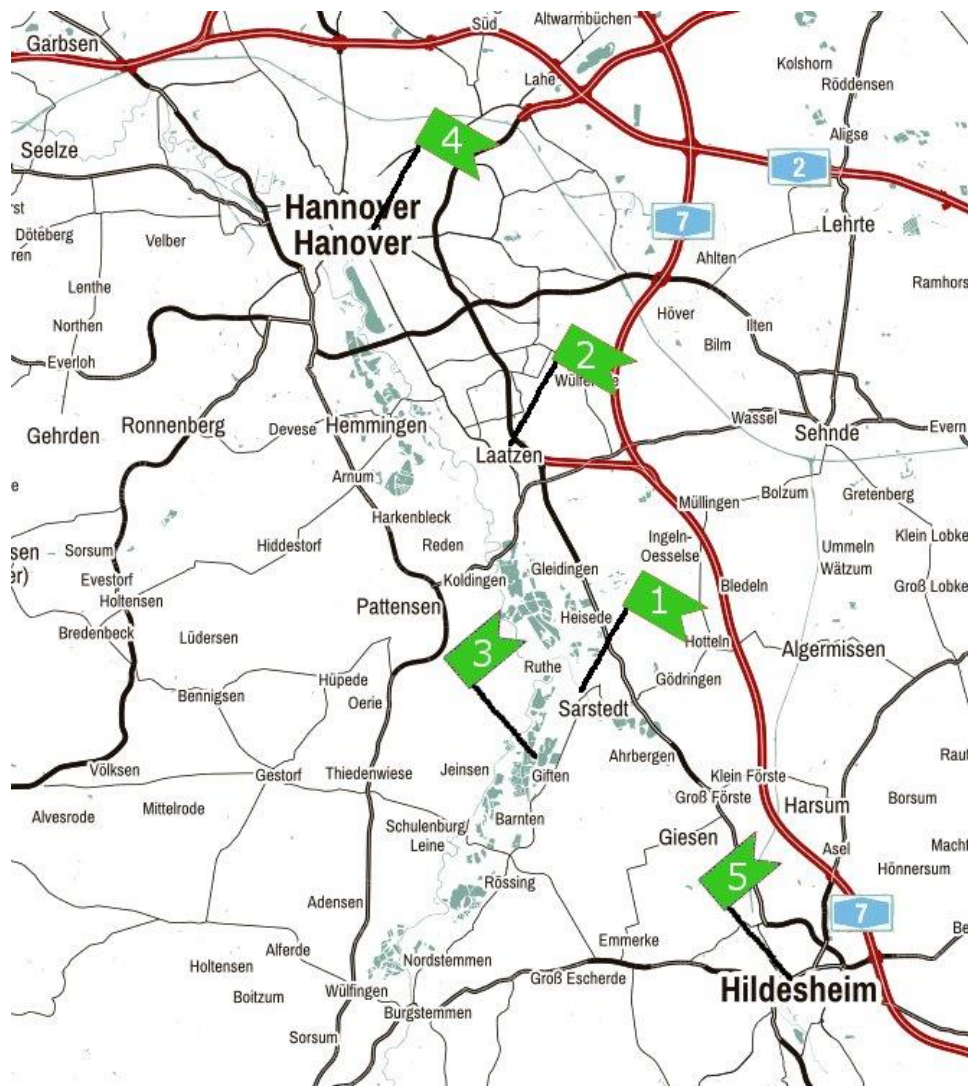 Süd
Altwarmbüchen
Garbsen
Kolshorn
Lahe
Röddensen
Aligse
4
Seelze
2
Hannover
Hanover
7
Lehrte
Döteberg
Velber
Ahlten
Lenthe
Ramhors
Höver
Northen
Ilten
Bilm
Everloh
2
Gehrden
Ronnenberg
Devese
Hemmingen
Wassel
Sehnde
Evern
Laatzen
Arnum
Bolzum
Gretenberg
Müllingen
Harkenbleck
Ingeln-
Oesselse
Klein Lobke
Sorsum
Hiddestorf
Reden
Ummeln
Wätzum
Gleidingen
Evestorf
Koldingen
Bledeln
Groß Lobke
Holtensen
Pattensen
1
Heisede
Bredenbeck
Lüdersen
Hotteln
Algermissen
3
Ruthe
Hüpede
Gödringen
Bennigsen
Oerie
Sarstedt
Ahrbergen
Völksen
Gestorf
Thiedenwiese
Jeinsen
Giften
Klein Förste
Groß Förste
Harsum
Borsum
Alvesrode
Mittelrode
Barnten
Schulenburg/
Leine
Giesen
Asel
Hönnersum
5
Rössing
Adensen
7
Emmerke
Alferde
Nordstemmen
Holtensen
Groß Escherde
Boitzum
Wülfingen
Hildesheim
Burgstemmen
Sorsum